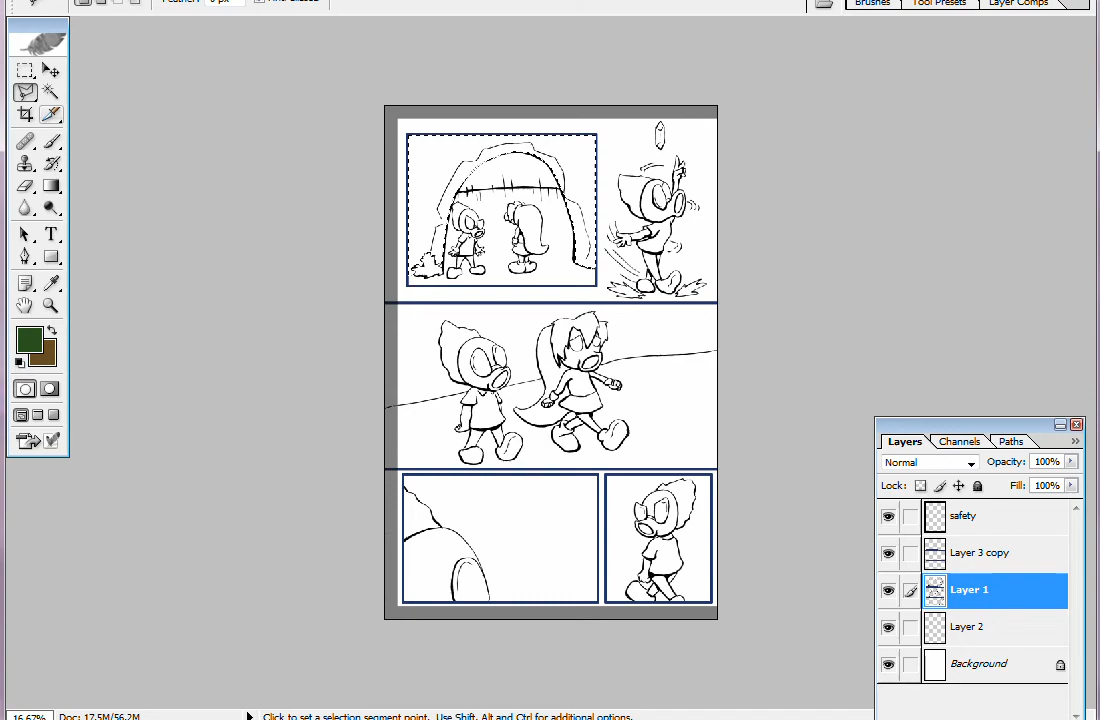 Brushes Tool Presets Layer Comps
T
Layers Channels Paths
Normal Opacity: 100%
Lock: Fill: 100%
safety
Layer 3 copy
Layer 1
Layer 2
Background
16.67% Doc: 17.5M/56.2M Click to set a selection segment point. Use Shift, Alt and Ctrl for additional options.